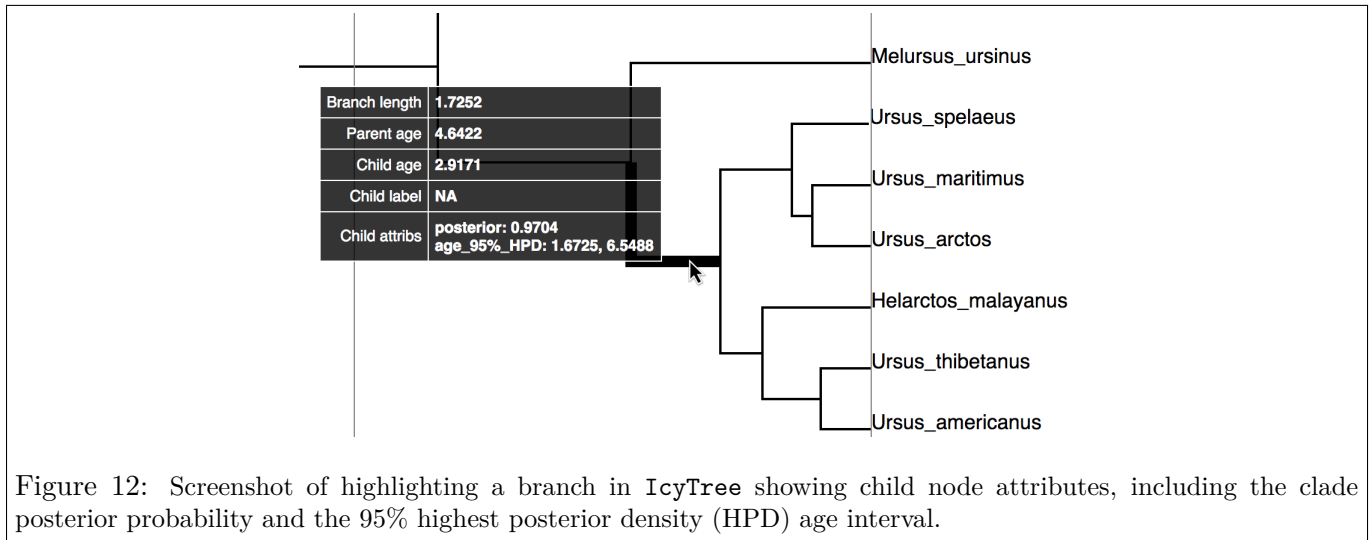 Melursus_ursinus
Branch length 1.7252
Parent age 4.6422
Child age 2.9171
Child label NA
Child attribs posterior: 0.9704
age_95%_HPD: 1.6725, 6.5488
Ursus_spelaeus
Ursus_maritimus
Ursus_arctos
Helarctos_malayanus
Ursus_thibetanus
Ursus_americanus
Figure 12: Screenshot of highlighting a branch in IcyTree showing child node attributes, including the clade
posterior probability and the 95% highest posterior density (HPD) age interval.